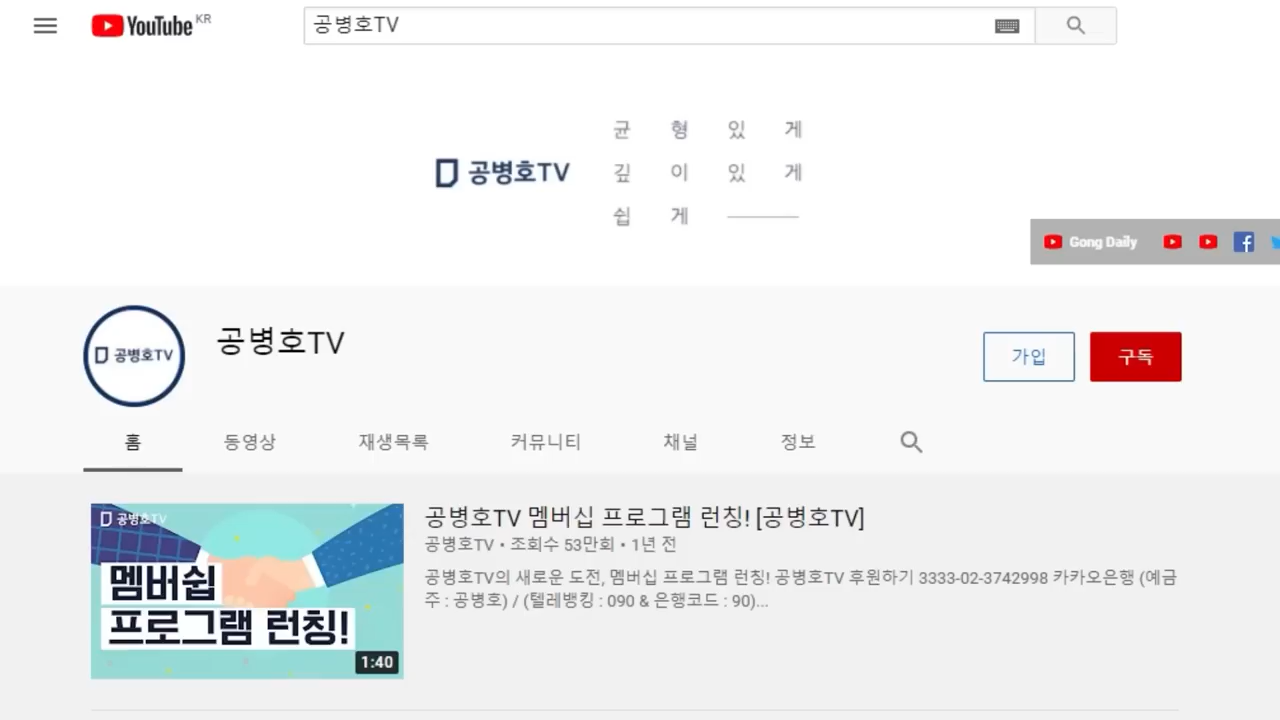 YouTube KR
공병호TV
균 형 있 게
공병호TV
깊 이 있 게
쉽 게
Gong Daily
공병호TV
공병호TV
가입
구독
홈 동영상 재생목록 커뮤니티 채널 정보
공병호TV
멤버쉽
프로그램 런칭!
1:40
공병호TV 멤버십 프로그램 런칭! [공병호TV]
공병호TV • 조회수 53만회 • 1년 전
공병호TV의 새로운 도전, 멤버십 프로그램 런칭! 공병호TV 후원하기 3333-02-3742998 카카오은행 (예금
주 : 공병호) / (텔레뱅킹 : 090 & 은행코드 : 90)...